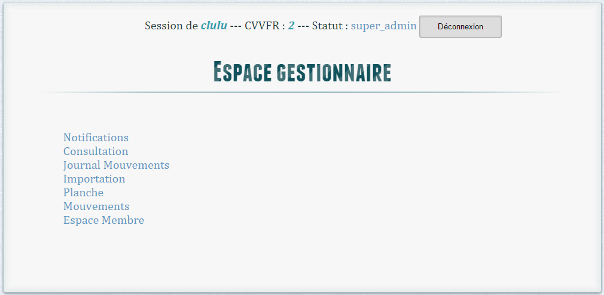 Session de clulu --- CVVFR : 2 --- Statut : super_admin Déconnexion
Espace gestionnaire
Notifications
Consultation
Journal Mouvements
Importation
Planche
Mouvements
Espace Membre